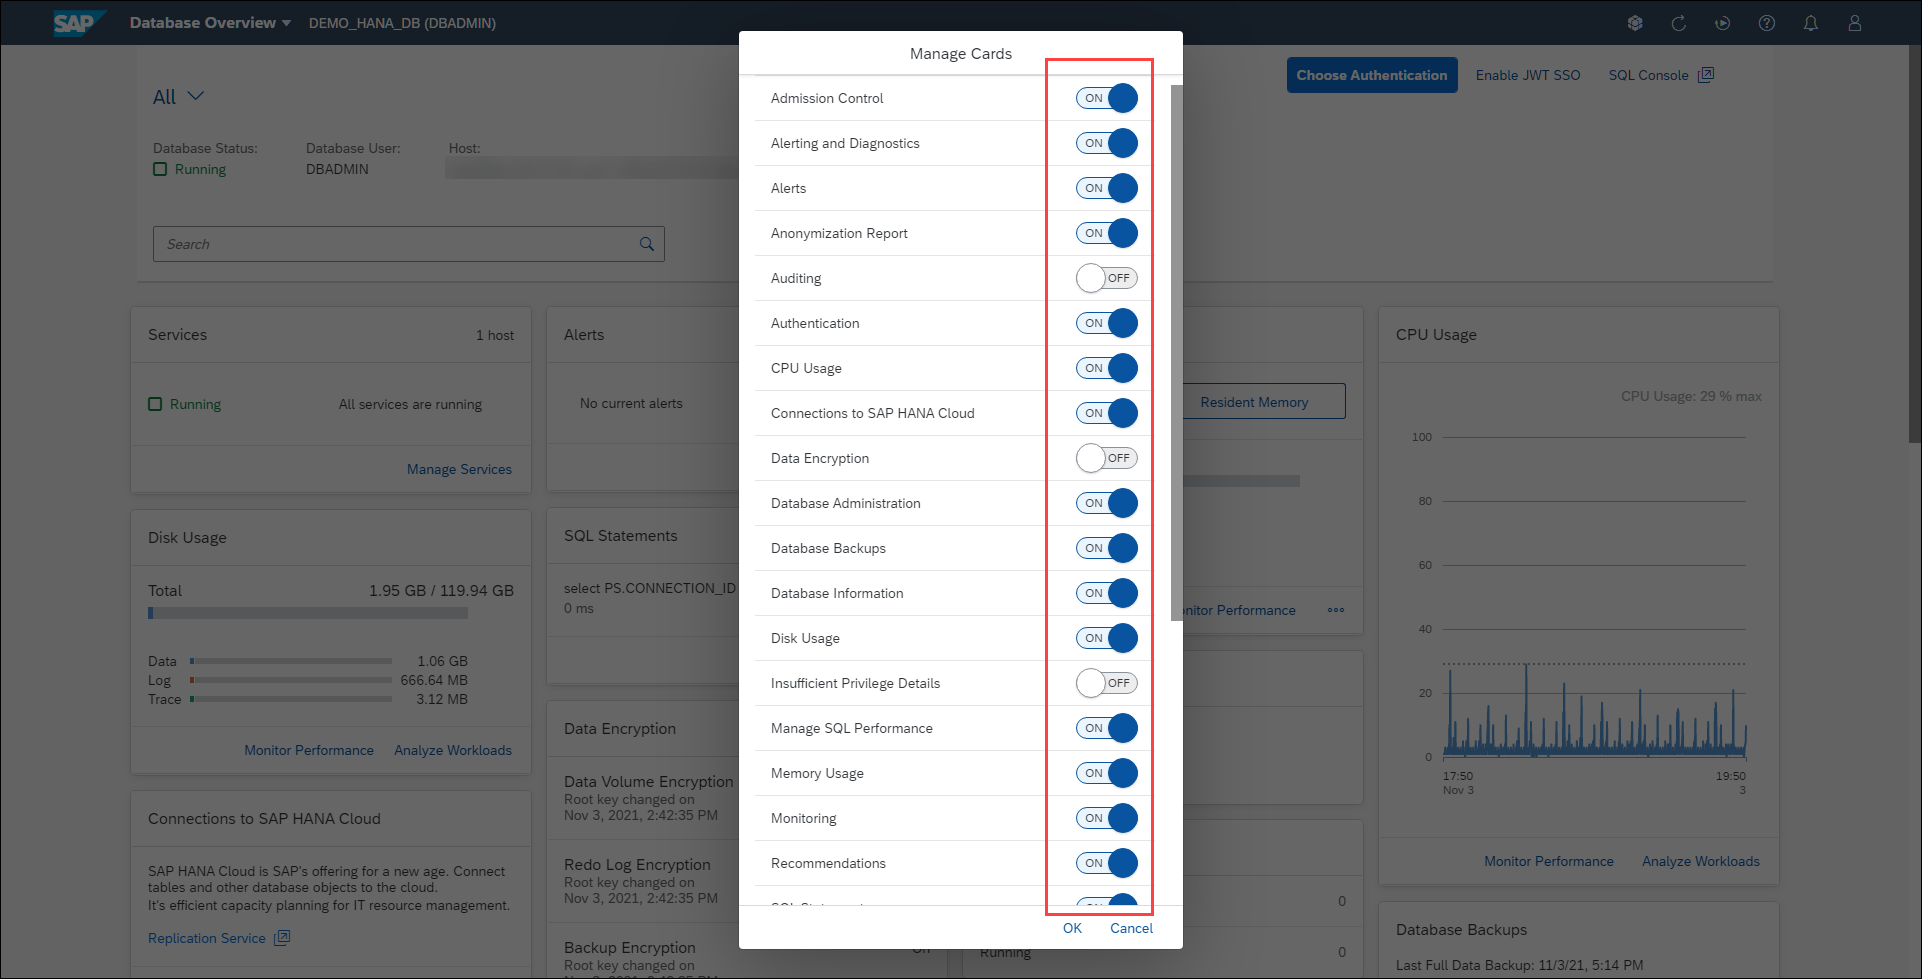 SAP Database Overview DEMO_HANA_DB (DBADMIN)
Manage Cards
Choose Authentication Enable JWT SSO SQL Console
All
Database Status: Database User: Host:
Running DBADMIN
Search
Admission Control ON
Alerting and Diagnostics ON
Alerts ON
Anonymization Report ON
Auditing OFF
Authentication ON
CPU Usage ON
Connections to SAP HANA Cloud ON
Data Encryption OFF
Database Administration ON
Database Backups ON
Database Information ON
Disk Usage ON
Insufficient Privilege Details OFF
Manage SQL Performance ON
Memory Usage ON
Monitoring ON
Recommendations ON
OK Cancel
Services 1 host
Running All services are running
Manage Services
Disk Usage
Total 1.95 GB / 119.94 GB
Data 1.06 GB
Log 666.64 MB
Trace 3.12 MB
Monitor Performance Analyze Workloads
Connections to SAP HANA Cloud
SAP HANA Cloud is SAP's offering for a new age. Connect
tables and other database objects to the cloud.
It's efficient capacity planning for IT resource management.
Replication Service
Alerts
No current alerts
SQL Statements
select PS.CONNECTION_ID
0 ms
Data Encryption
Data Volume Encryption
Root key changed on
Nov 3, 2021, 2:42:35 PM
Redo Log Encryption
Root key changed on
Nov 3, 2021, 2:42:35 PM
Backup Encryption
Root key changed on
Resident Memory
nitor Performance
0
Running 0
CPU Usage
CPU Usage: 29 % max
100
80
60
40
20
0
17:50 19:50
Nov 3 3
Monitor Performance Analyze Workloads
Database Backups
Last Full Data Backup: 11/3/21, 5:14 PM